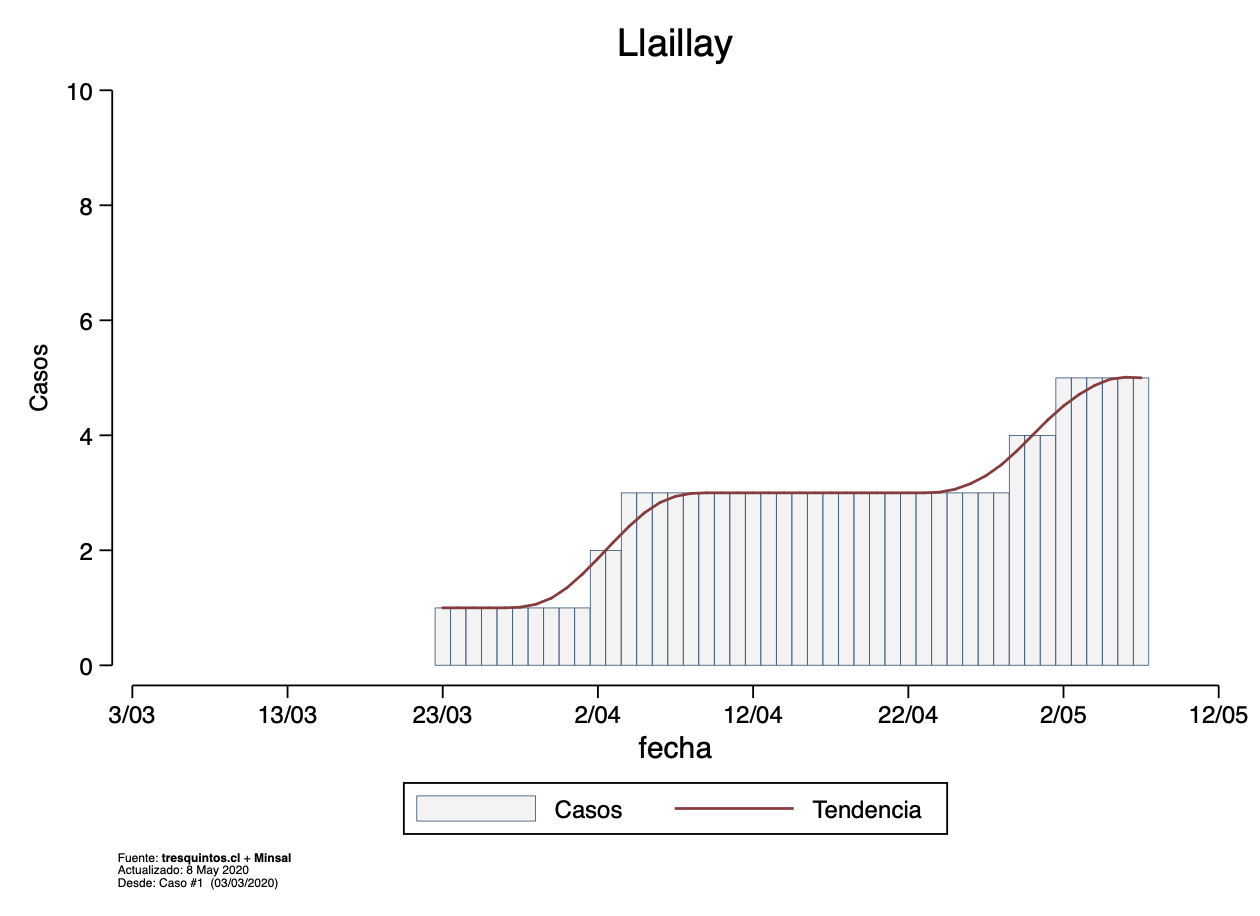 Llaillay
10
8
6
4
2
0
Casos
3/03 13/03 23/03 2/04 12/04 22/04 2/05 12/05
fecha
Casos Tendencia
Fuente: tresquintos.cl + Minsal
Actualizado: 8 May 2020
Desde: Caso #1 (03/03/2020)